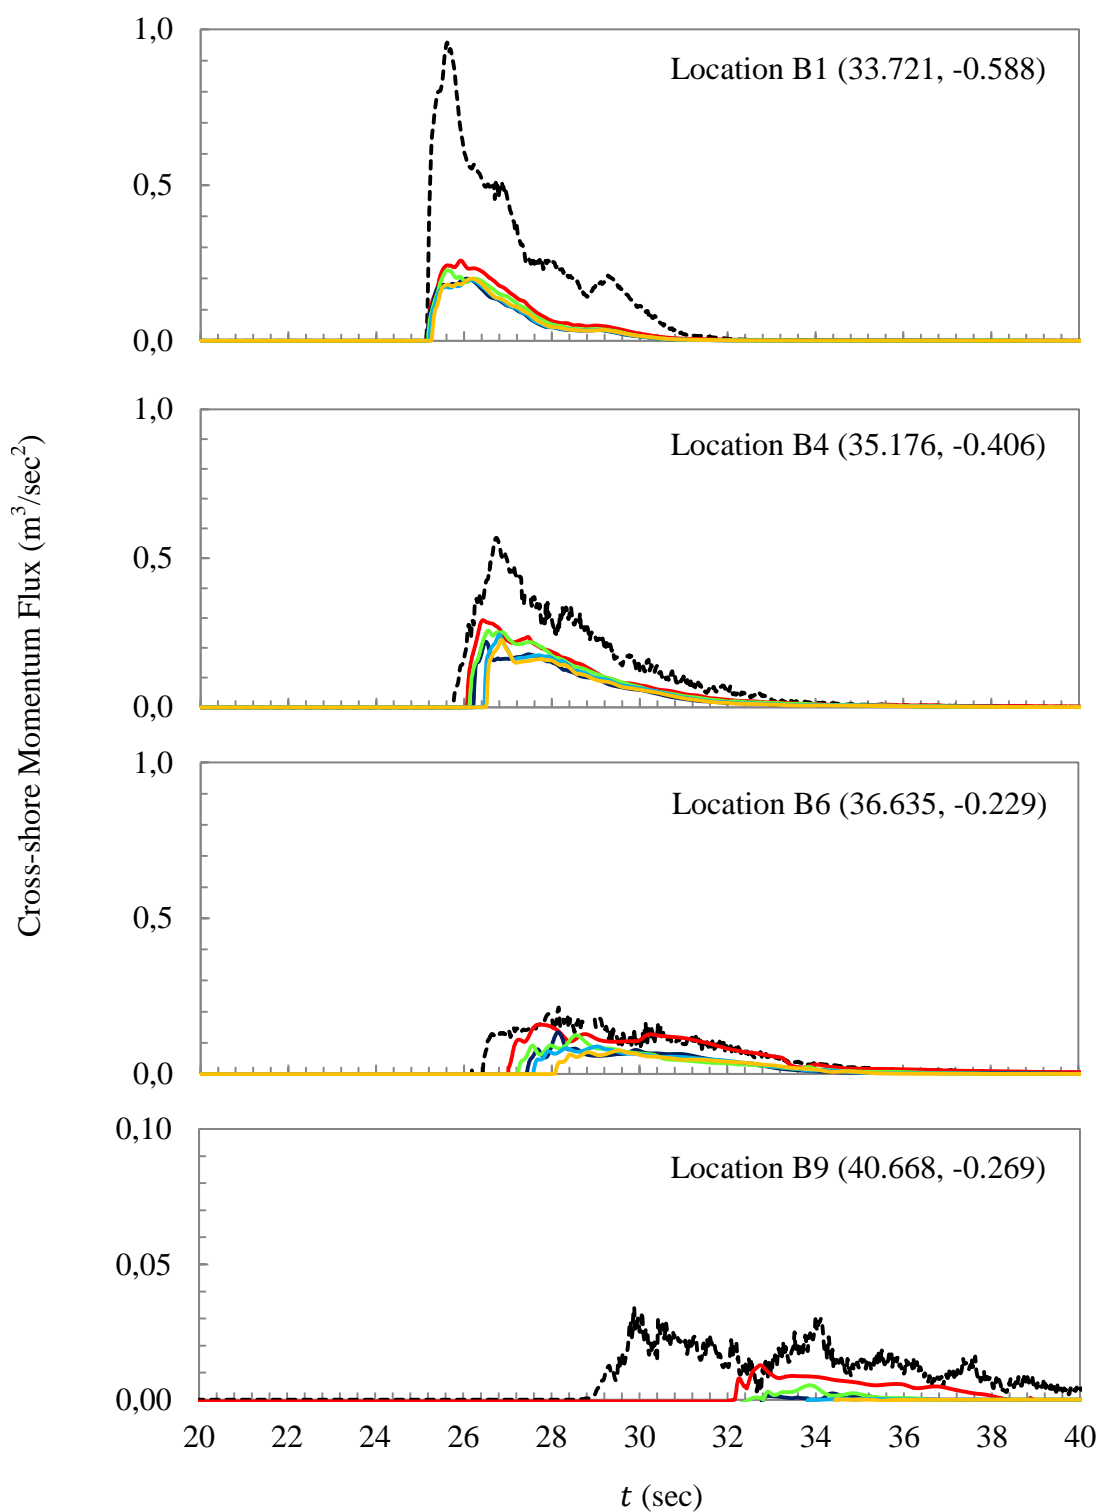 Cross-shore Momentum Flux (m³/sec²)
1,0
Location B1 (33.721, -0.588)
0,5
0,0
1,0
Location B4 (35.176, -0.406)
0,5
0,0
1,0
Location B6 (36.635, -0.229)
0,5
0,0
0,10
Location B9 (40.668, -0.269)
0,05
0,00
20 22 24 26 28 30 32 34 36 38 40
t (sec)